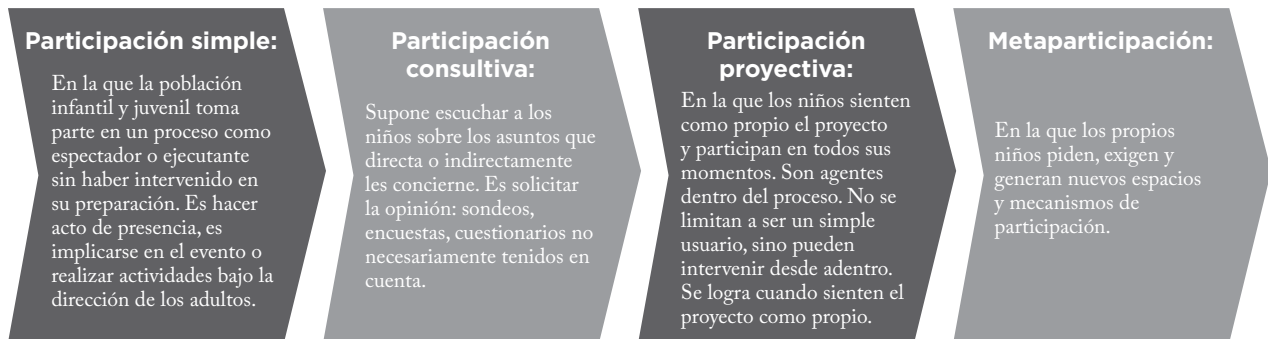 Participación simple:
En la que la población
infantil y juvenil toma
parte en un proceso como
espectador o ejecutante
sin haber intervenido en
su preparación. Es hacer
acto de presencia, es
implicarse en el evento o
realizar actividades bajo la
dirección de los adultos.
Participación
consultiva:
Supone escuchar a los
niños sobre los asuntos que
directa o indirectamente
les concierne. Es solicitar
la opinión: sondeos,
encuestas, cuestionarios no
necesariamente tenidos en
cuenta.
Participación
proyectiva:
En la que los niños sienten
como propio el proyecto
y participan en todos sus
momentos. Son agentes
dentro del proceso. No se
limitan a ser un simple
usuario, sino pueden
intervenir desde adentro.
Se logra cuando sienten el
proyecto como propio.
Metaparticipación:
En la que los propios
niños piden, exigen y
generan nuevos espacios
y mecanismos de
participación.